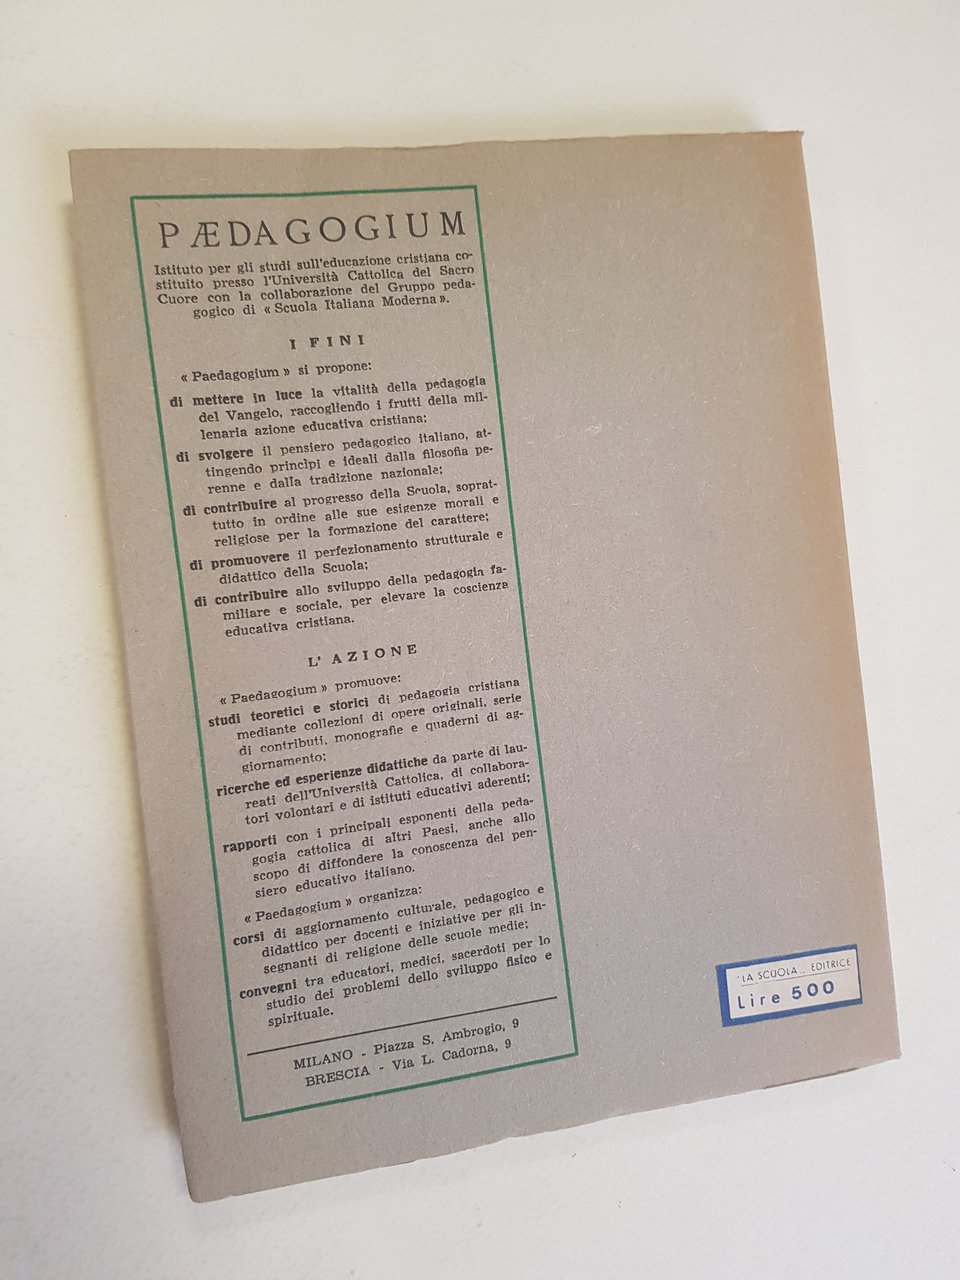 PÆDAGOGIUM
Istituto per gli studi sull'educazione cristiana co-
stituito presso l'Università Cattolica del Sacro
Cuore con la collaborazione del Gruppo peda-
gogico di « Scuola Italiana Moderna ».
I FINI
« Paedagogium » si propone:
di mettere in luce la vitalità della pedagogia
del Vangelo, raccogliendo i frutti della mil-
lenaria azione educativa cristiana;
di svolgere il pensiero pedagogico italiano, at-
tingendo principi e ideali dalla filosofia pe-
renne e dalla tradizione nazionale;
di contribuire al progresso della Scuola, soprat-
tutto in ordine alle sue esigenze morali e
religiose per la formazione del carattere;
di promuovere il perfezionamento strutturale e
didattico della Scuola;
di contribuire allo sviluppo della pedagogia fa-
miliare e sociale, per elevare la coscienza
educativa cristiana.
L' AZIONE
« Paedagogium » promuove:
studi teoretici e storici di pedagogia cristiana
mediante collezioni di opere originali, serie
di contributi, monografie e quaderni di ag-
giornamento;
ricerche ed esperienze didattiche da parte di lau-
reati dell'Università Cattolica, di collabora-
tori volontari e di istituti educativi aderenti;
rapporti con i principali esponenti della peda-
gogia cattolica di altri Paesi, anche allo
scopo di diffondere la conoscenza del pen-
siero educativo italiano.
« Paedagogium » organizza:
corsi di aggiornamento culturale, pedagogico e
didattico per docenti e iniziative per gli in-
segnanti di religione delle scuole medie;
convegni tra educatori, medici, sacerdoti per lo
studio dei problemi dello sviluppo fisico e
spirituale.
MILANO - Piazza S. Ambrogio, 9
BRESCIA - Via L. Cadorna, 9
"LA SCUOLA,, EDITRICE
Lire 500